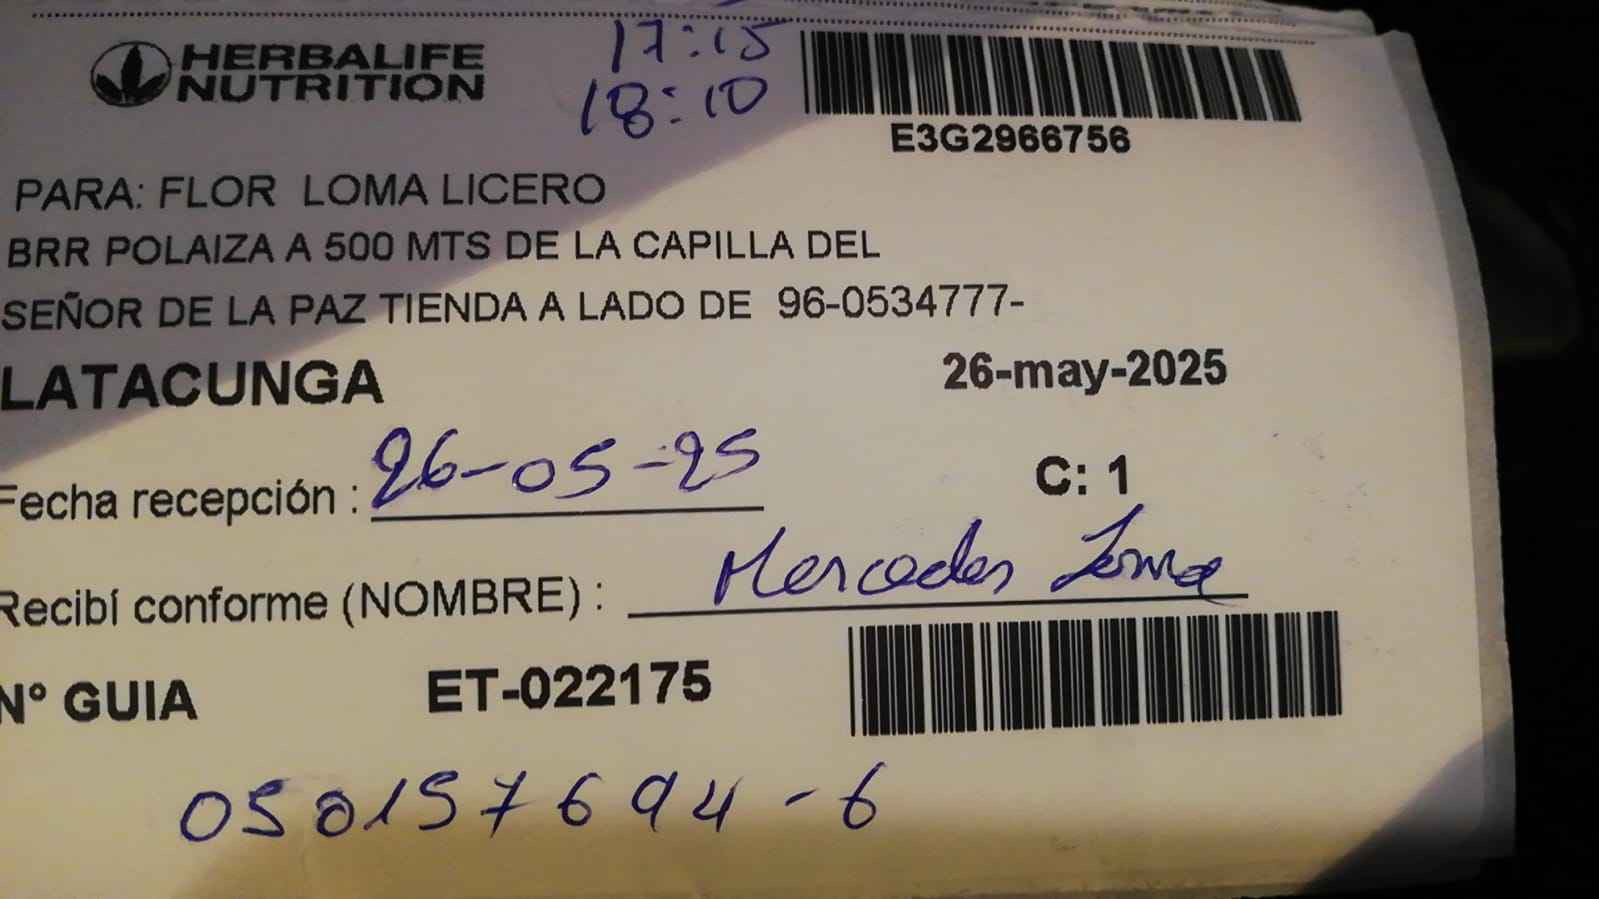 HERBALIFE
NUTRITION
17:15
18:10
E3G2966756
PARA: FLOR LOMA LICERO
BRR POLAIZA A 500 MTS DE LA CAPILLA DEL
SEÑOR DE LA PAZ TIENDA A LADO DE 96-0534777-
LATACUNGA
26-may-2025
Fecha recepción : 26-05-25
C: 1
Recibí conforme (NOMBRE) : Mercedes Loma
Nº GUIA ET-022175
050157694-6